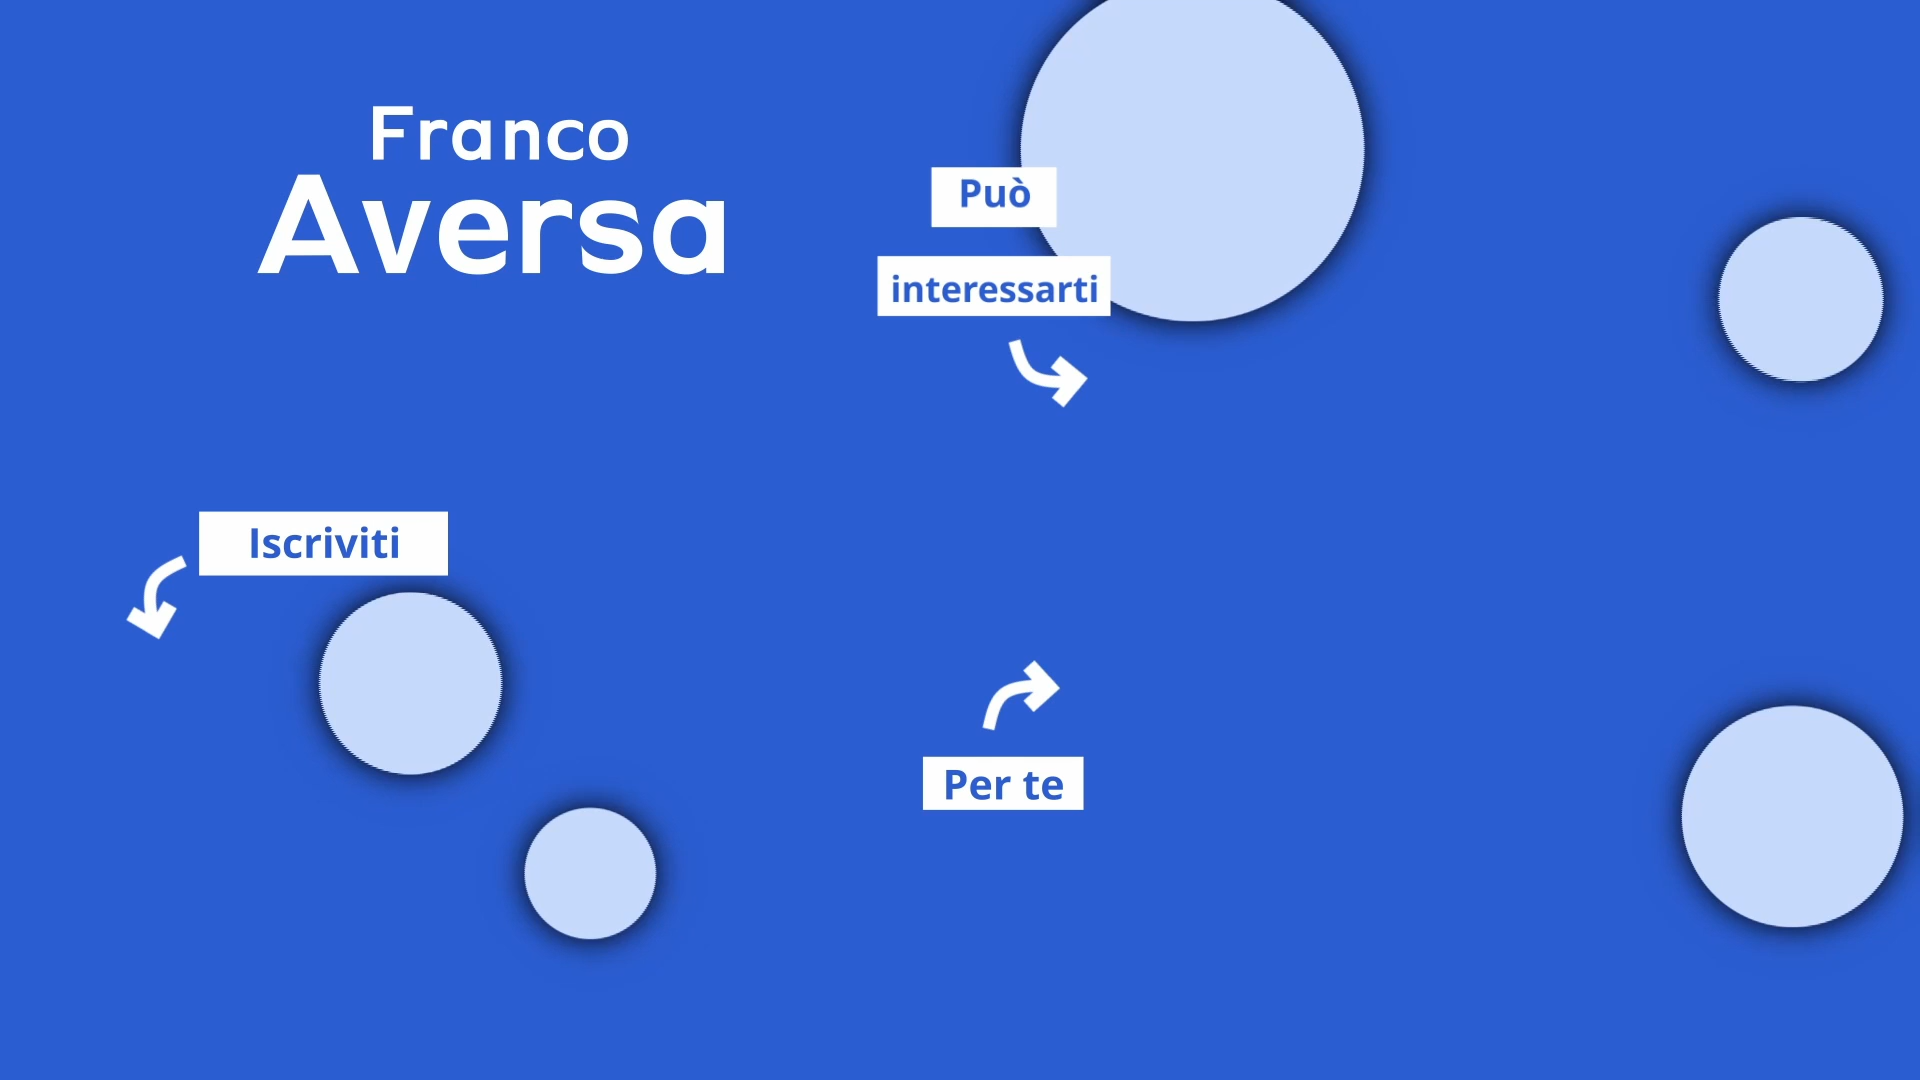 Franco
Aversa
Può
interessarti
Iscriviti
Per te